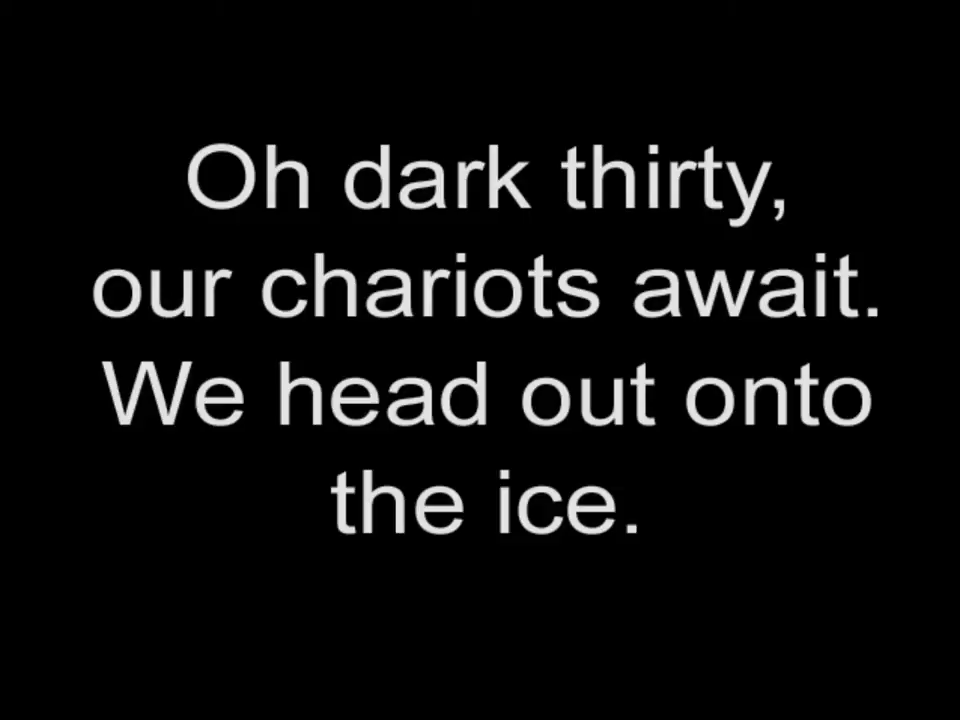 Oh dark thirty,
our chariots await.
We head out onto
the ice.